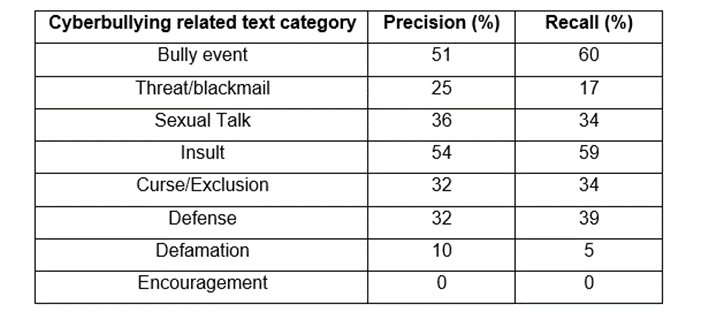 Cyberbullying related text category Precision (%) Recall (%)
Bully event 51 60
Threat/blackmail 25 17
Sexual Talk 36 34
Insult 54 59
Curse/Exclusion 32 34
Defense 32 39
Defamation 10 5
Encouragement 0 0